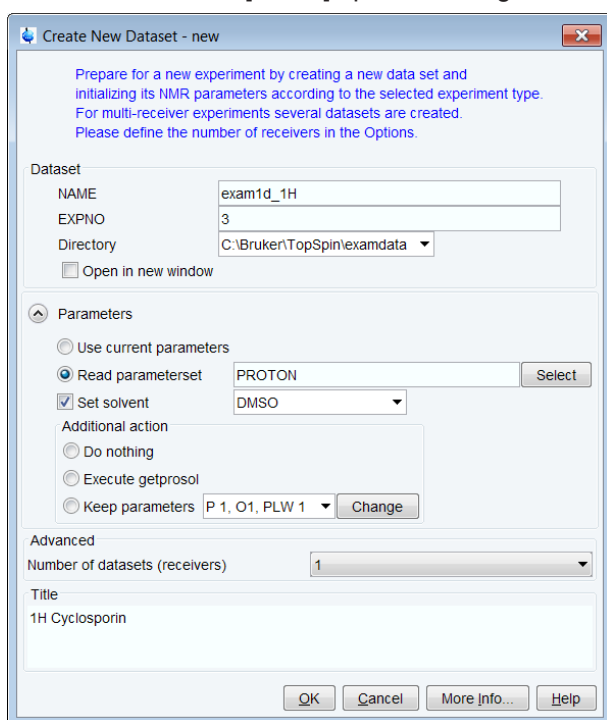 Create New Dataset - new
Prepare for a new experiment by creating a new data set and
initializing its NMR parameters according to the selected experiment type.
For multi-receiver experiments several datasets are created.
Please define the number of receivers in the Options.
Dataset
NAME exam1d_1H
EXPNO 3
Directory C:\Bruker\TopSpin\examdata
Open in new window
Parameters
Use current parameters
Read parameterset PROTON Select
Set solvent DMSO
Additional action
Do nothing
Execute getprosol
Keep parameters P 1, O1, PLW 1 Change
Advanced
Number of datasets (receivers) 1
Title
1H Cyclosporin
OK Cancel More Info... Help